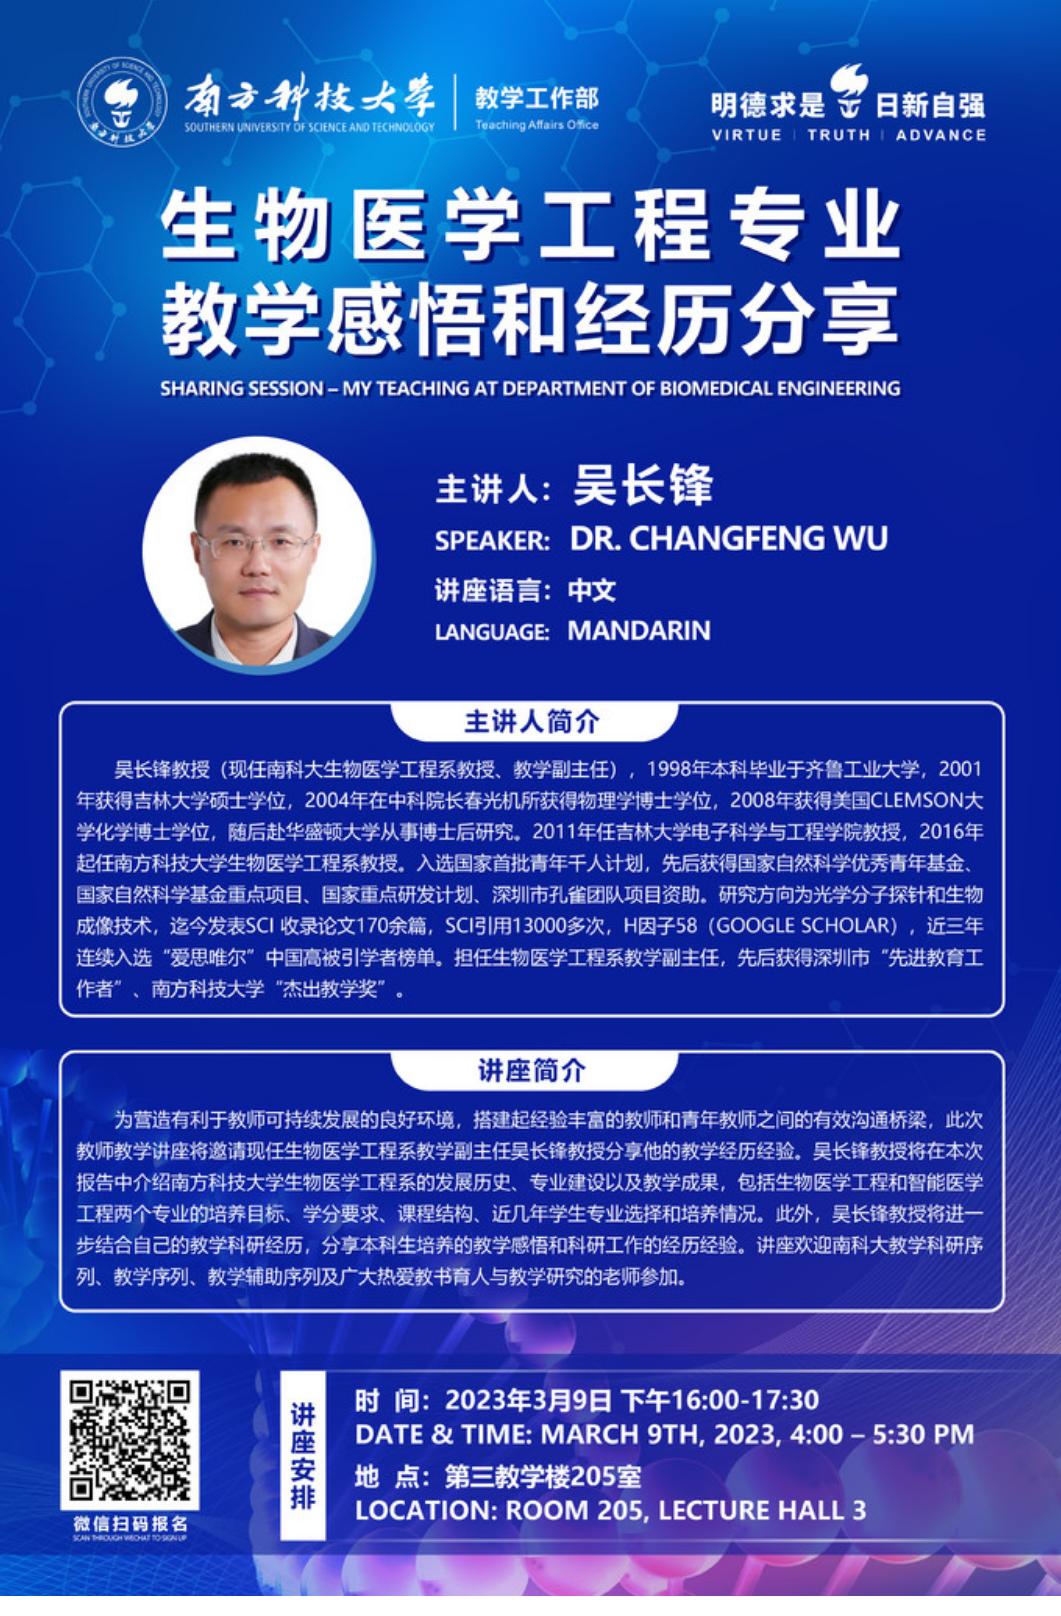 南方科技大学
SOUTHERN UNIVERSITY OF SCIENCE AND TECHNOLOGY
教学工作部
Teaching Affairs Office
明德求是 日新自强
VIRTUE | TRUTH | ADVANCE
生物医学工程专业
教学感悟和经历分享
SHARING SESSION – MY TEACHING AT DEPARTMENT OF BIOMEDICAL ENGINEERING
主讲人：吴长锋
SPEAKER: DR. CHANGFENG WU
讲座语言：中文
LANGUAGE: MANDARIN
主讲人简介
吴长锋教授（现任南科大生物医学工程系教授、教学副主任），1998年本科毕业于齐鲁工业大学，2001
年获得吉林大学硕士学位，2004年在中科院长春光机所获得物理学博士学位，2008年获得美国CLEMSON大
学化学博士学位，随后赴华盛顿大学从事博士后研究。2011年任吉林大学电子科学与工程学院教授，2016年
起任南方科技大学生物医学工程系教授。入选国家首批青年千人计划，先后获得国家自然科学优秀青年基金、
国家自然科学基金重点项目、国家重点研发计划、深圳市孔雀团队项目资助。研究方向为光学分子探针和生物
成像技术，迄今发表SCI 收录论文170余篇，SCI引用13000多次，H因子58（GOOGLE SCHOLAR），近三年
连续入选“爱思唯尔”中国高被引学者榜单。担任生物医学工程系教学副主任，先后获得深圳市“先进教育工
作者”、南方科技大学“杰出教学奖”。
讲座简介
为营造有利于教师可持续发展的良好环境，搭建起经验丰富的教师和青年教师之间的有效沟通桥梁，此次
教师教学讲座将邀请现任生物医学工程系教学副主任吴长锋教授分享他的教学经历经验。吴长锋教授将在本次
报告中介绍南方科技大学生物医学工程系的发展历史、专业建设以及教学成果，包括生物医学工程和智能医学
工程两个专业的培养目标、学分要求、课程结构、近几年学生专业选择和培养情况。此外，吴长锋教授将进一
步结合自己的教学科研经历，分享本科生培养的教学感悟和科研工作的经历经验。讲座欢迎南科大教学科研序
列、教学序列、教学辅助序列及广大热爱教书育人与教学研究的老师参加。
微信扫码报名
SCAN THROUGH WECHAT TO SIGN UP
讲座安排
时 间：2023年3月9日 下午16:00-17:30
DATE & TIME: MARCH 9TH, 2023, 4:00 – 5:30 PM
地 点：第三教学楼205室
LOCATION: ROOM 205, LECTURE HALL 3